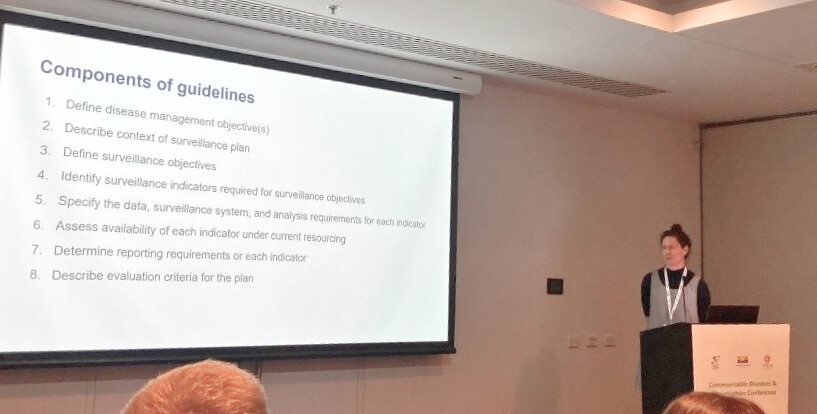 Components of guidelines
1. Define disease management objective(s)
2. Describe context of surveillance plan
3. Define surveillance objectives
4. Identify surveillance indicators required for surveillance objectives
5. Specify the data, surveillance system, and analysis requirements for each indicator
6. Assess availability of each indicator under current resourcing
7. Determine reporting requirements or each indicator
8. Describe evaluation criteria for the plan
Communicable Diseases &
Conference